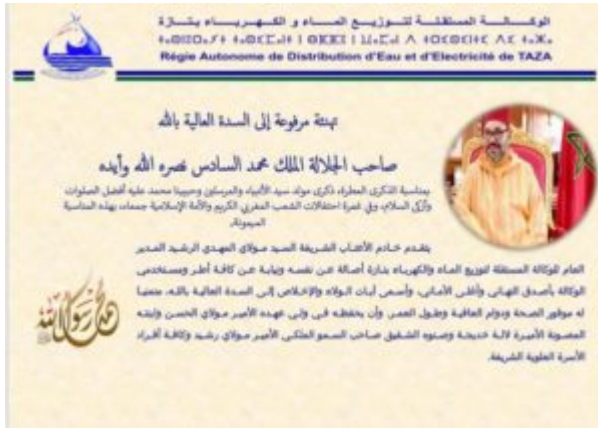 الوكالة المستقلة لتوزيع الماء و الكهرباء بتازة
Régie Autonome de Distribution d'Eau et d'Electricité de TAZA
تهنئة مرفوعة إلى السدة العالية بالله
صاحب الجلالة الملك محمد السادس نصره الله وأيده
بمناسبة الذكرى العطرة، ذكرى مولد سيد الأنبياء والمرسلين وحبيبنا محمد عليه أفضل الصلوات
وأزكى السلام، وفي غمرة احتفالات الشعب المغربي الكريم والأمة الإسلامية جمعاء، بهذه المناسبة
الميمونة،
يتقدم خادم الأعتاب الشريفة السيد مولاي المهدي الرشيد المدير
العام للوكالة المستقلة لتوزيع الماء والكهرباء بتازة أصالة عن نفسه ونيابة عن كافة أطر ومستخدمي
الوكالة بأصدق التهاني وأغلى الأماني، وأسمى آيات الولاء والإخلاص إلى السدة العالية بالله، متمنيا
له موفور الصحة ودوام العافية وطول العمر، وأن يحفظه في ولي عهده الأمير مولاي الحسن وابنته
المصونة الأميرة لالة خديجة وصنوه الشقيق صاحب السمو الملكي الأمير مولاي رشيد وكافة أفراد
الأسرة العلوية الشريفة.
محمد رسول الله